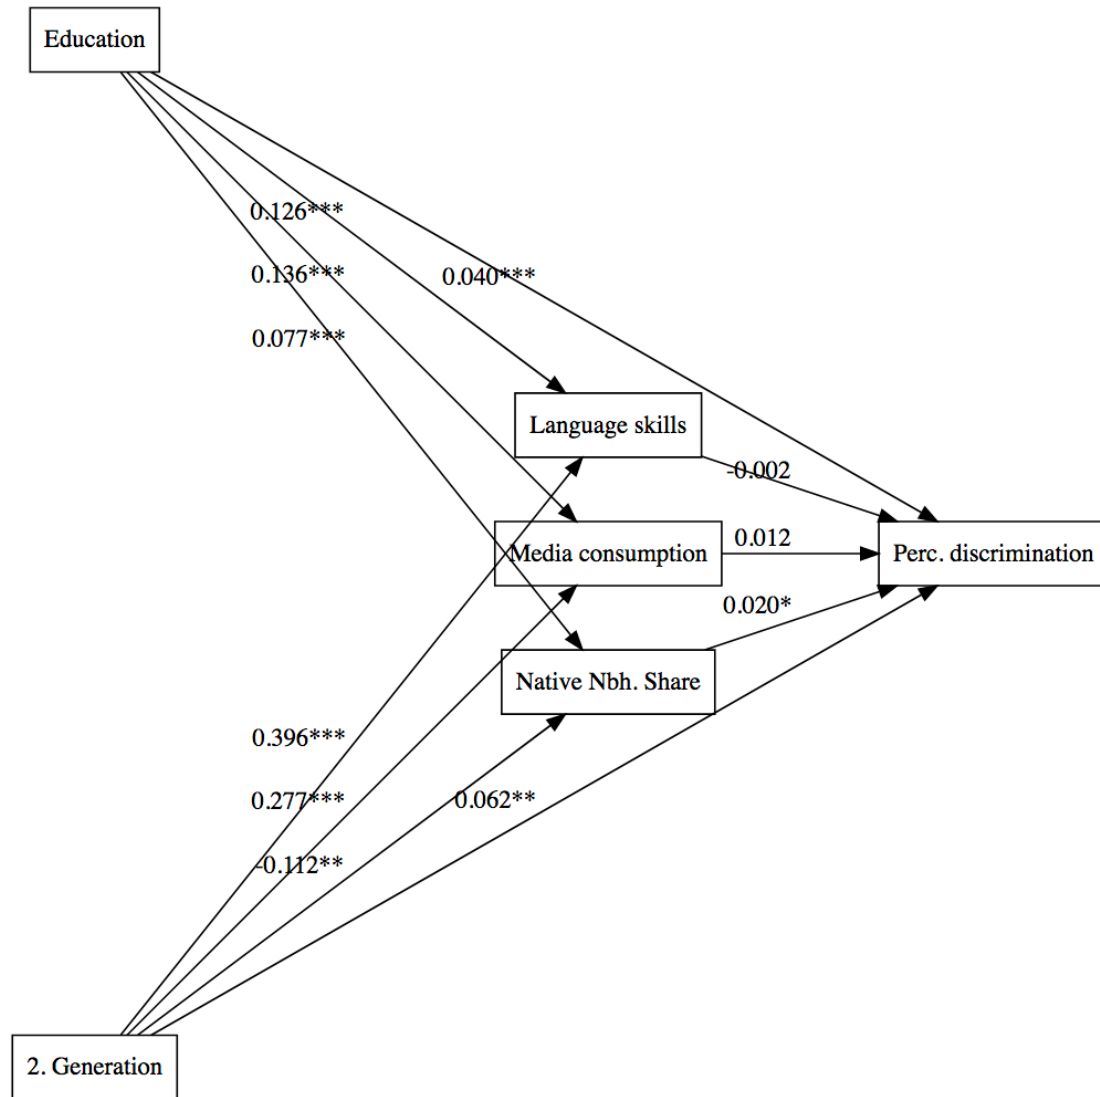 Education
0.126***
0.136***
0.040***
0.077***
Language skills
-0.002
0.012
Media consumption
Perc. discrimination
0.020*
Native Nbh. Share
0.396***
0.277***
0.062**
-0.112**
2. Generation